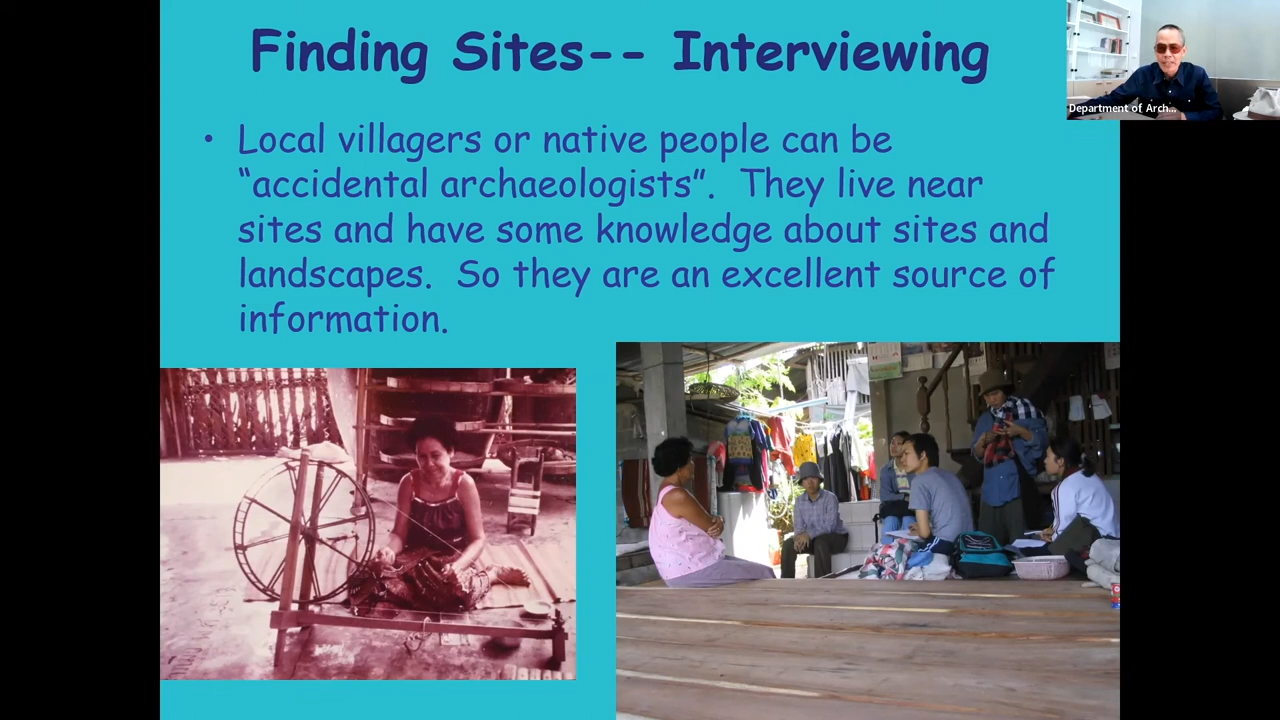 Finding Sites-- Interviewing
• Local villagers or native people can be
“accidental archaeologists”.  They live near
sites and have some knowledge about sites and
landscapes.  So they are an excellent source of
information.
Department of Arch...